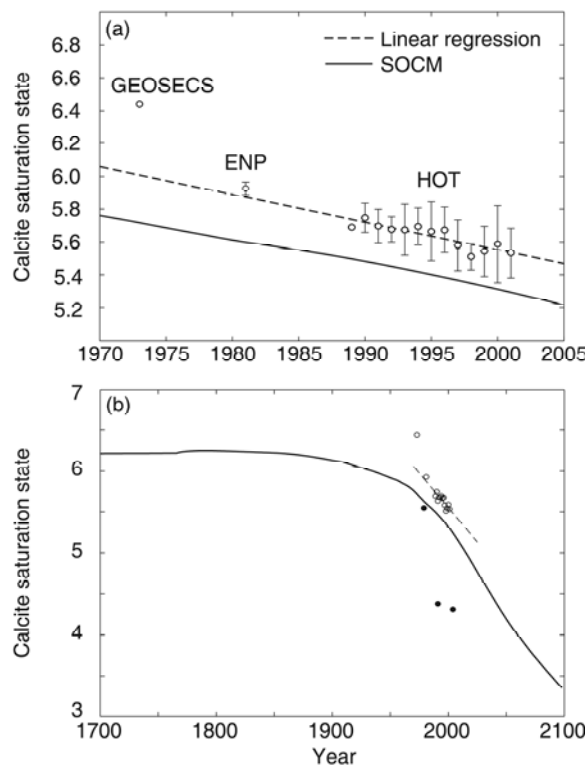 (a)
Linear regression
SOCM
GEOSECS
ENP
HOT
Calcite saturation state
6.8
6.6
6.4
6.2
6.0
5.8
5.6
5.4
5.2
1970 1975 1980 1985 1990 1995 2000 2005
(b)
Calcite saturation state
7
6
5
4
3
1700 1800 1900 2000 2100
Year